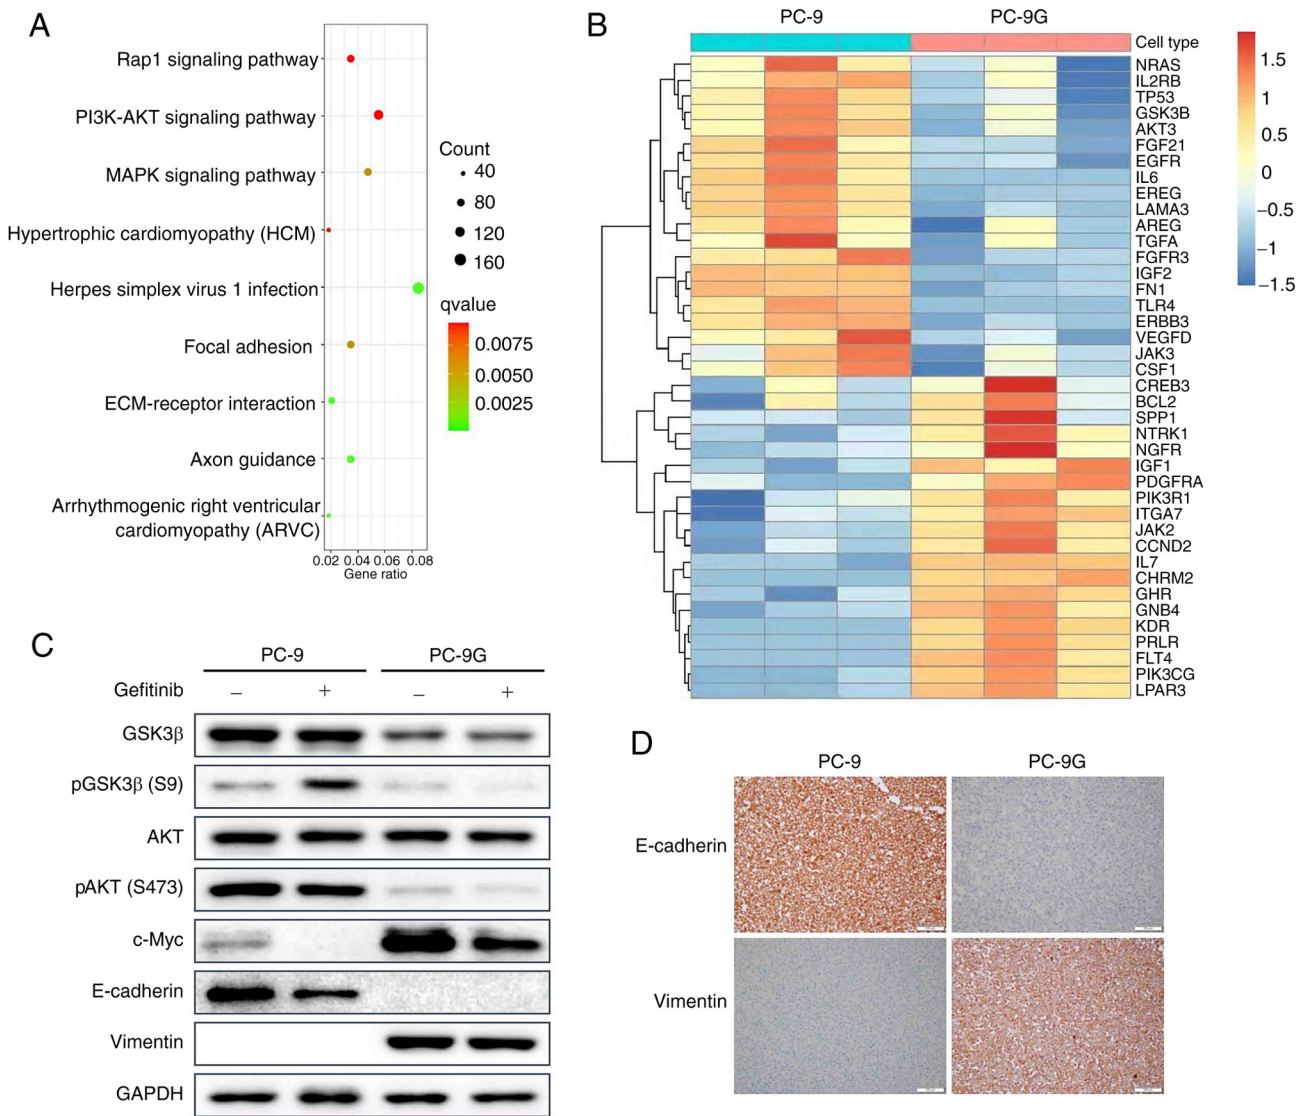 A
Rap1 signaling pathway
PI3K-AKT signaling pathway
MAPK signaling pathway
Hypertrophic cardiomyopathy (HCM)
Herpes simplex virus 1 infection
Focal adhesion
ECM-receptor interaction
Axon guidance
Arrhythmogenic right ventricular
cardiomyopathy (ARVC)
0.02 0.04 0.06 0.08
Gene ratio
Count
40
80
120
160
qvalue
0.0075
0.0050
0.0025
B
PC-9 PC-9G
Cell type
NRAS
IL2RB
TP53
GSK3B
AKT3
FGF21
EGFR
IL6
EREG
LAMA3
AREG
TGFA
FGFR3
IGF2
FN1
TLR4
ERBB3
VEGFD
JAK3
CSF1
CREB3
BCL2
SPP1
NTRK1
NGFR
IGF1
PDGFRA
PIK3R1
ITGA7
JAK2
CCND2
IL7
CHRM2
GHR
GNB4
KDR
PRLR
FLT4
PIK3CG
LPAR3
1.5
1
0.5
0
−0.5
−1
−1.5
C
PC-9 PC-9G
Gefitinib − + − +
GSK3β
pGSK3β (S9)
AKT
pAKT (S473)
c-Myc
E-cadherin
Vimentin
GAPDH
D
PC-9 PC-9G
E-cadherin
Vimentin